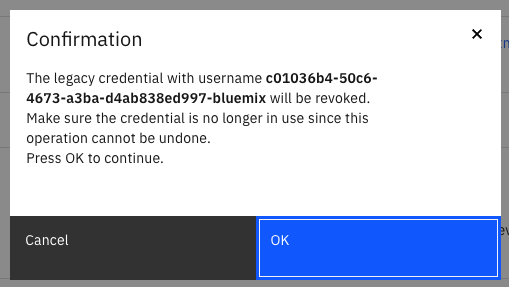 Confirmation
The legacy credential with username c01036b4-50c6-
4673-a3ba-d4ab838ed997-bluemix will be revoked.
Make sure the credential is no longer in use since this
operation cannot be undone.
Press OK to continue.
Cancel
OK